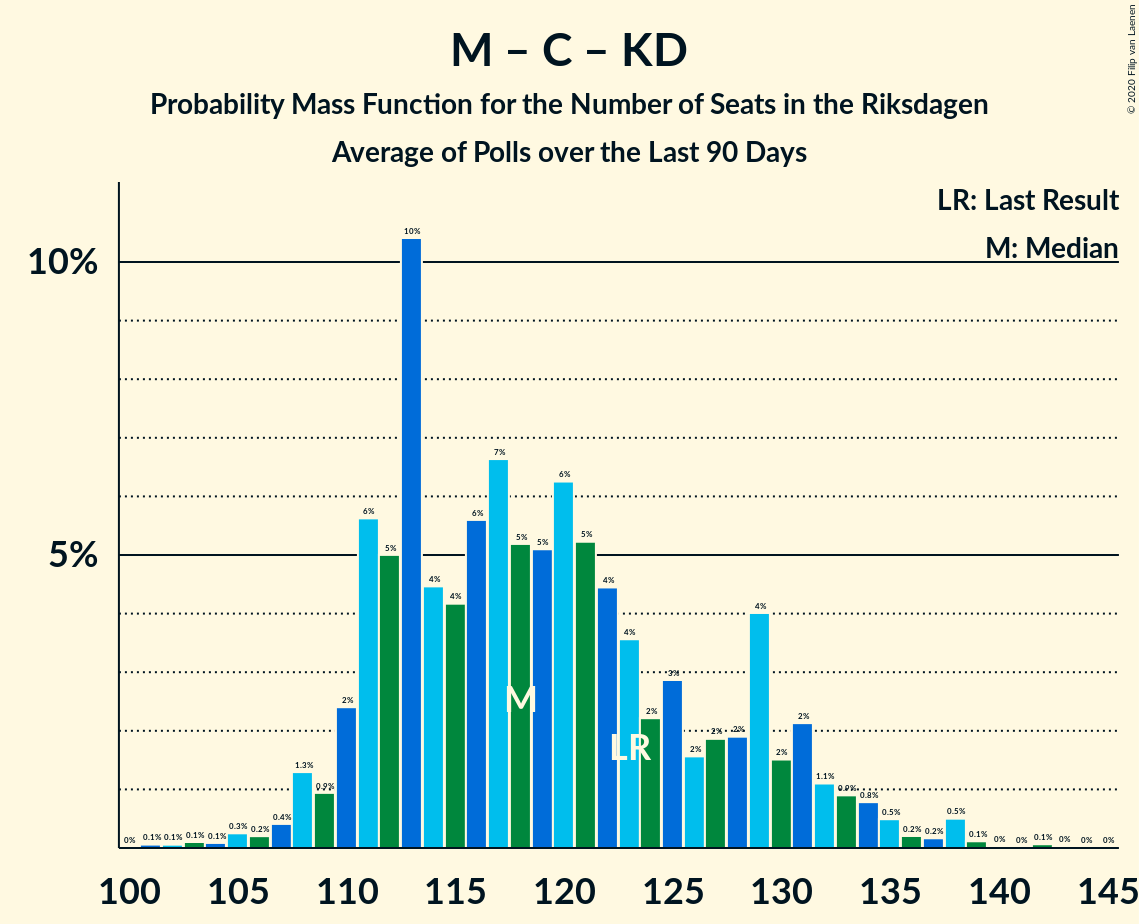 M – C – KD
Probability Mass Function for the Number of Seats in the Riksdagen
Average of Polls over the Last 90 Days
© 2020 Filip van Laenen
LR: Last Result
M: Median
10%
5%
0% 0.1% 0.1% 0.1% 0.1% 0.3% 0.2% 0.4% 1.3% 0.9% 2% 6% 5% 10% 4% 4% 6% 7% 5% 5% 6% 5% 4% 4% 2% 3% 2% 2% 2% 4% 2% 2% 1.1% 0.9% 0.8% 0.5% 0.2% 0.2% 0.5% 0.1% 0% 0% 0.1% 0% 0% 0%
M
LR
100 105 110 115 120 125 130 135 140 145